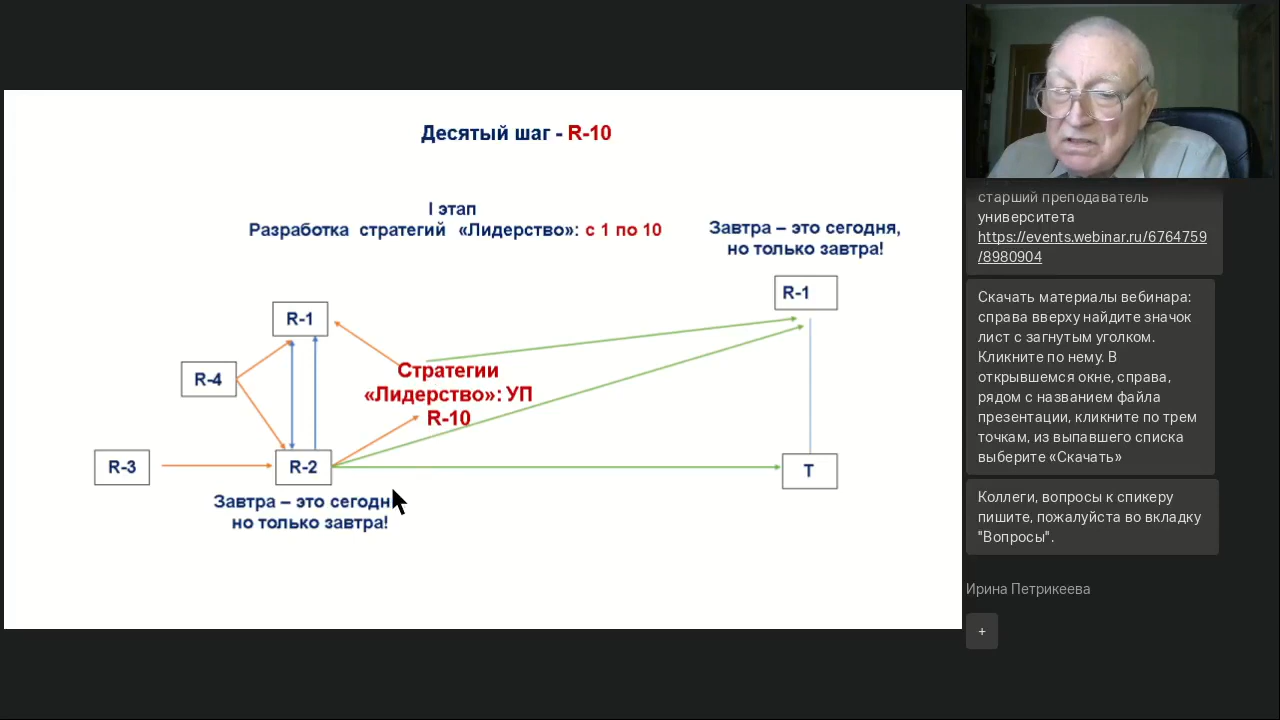 Десятый шаг - R-10
I этап
Разработка стратегий «Лидерство»: с 1 по 10
Завтра – это сегодня,
но только завтра!
R-1
R-1
R-4
Стратегии
«Лидерство»: УП
R-10
R-3
R-2
T
Завтра – это сегодн
но только завтра!
старший преподаватель
университета
https://events.webinar.ru/6764759
/8980904
Скачать материалы вебинара:
справа вверху найдите значок
лист с загнутым уголком.
Кликните по нему. В
открывшемся окне, справа,
рядом с названием файла
презентации, кликните по трем
точкам, из выпавшего списка
выберите «Скачать»
Коллеги, вопросы к спикеру
пишите, пожалуйста во вкладку
"Вопросы".
Ирина Петрикеева
+